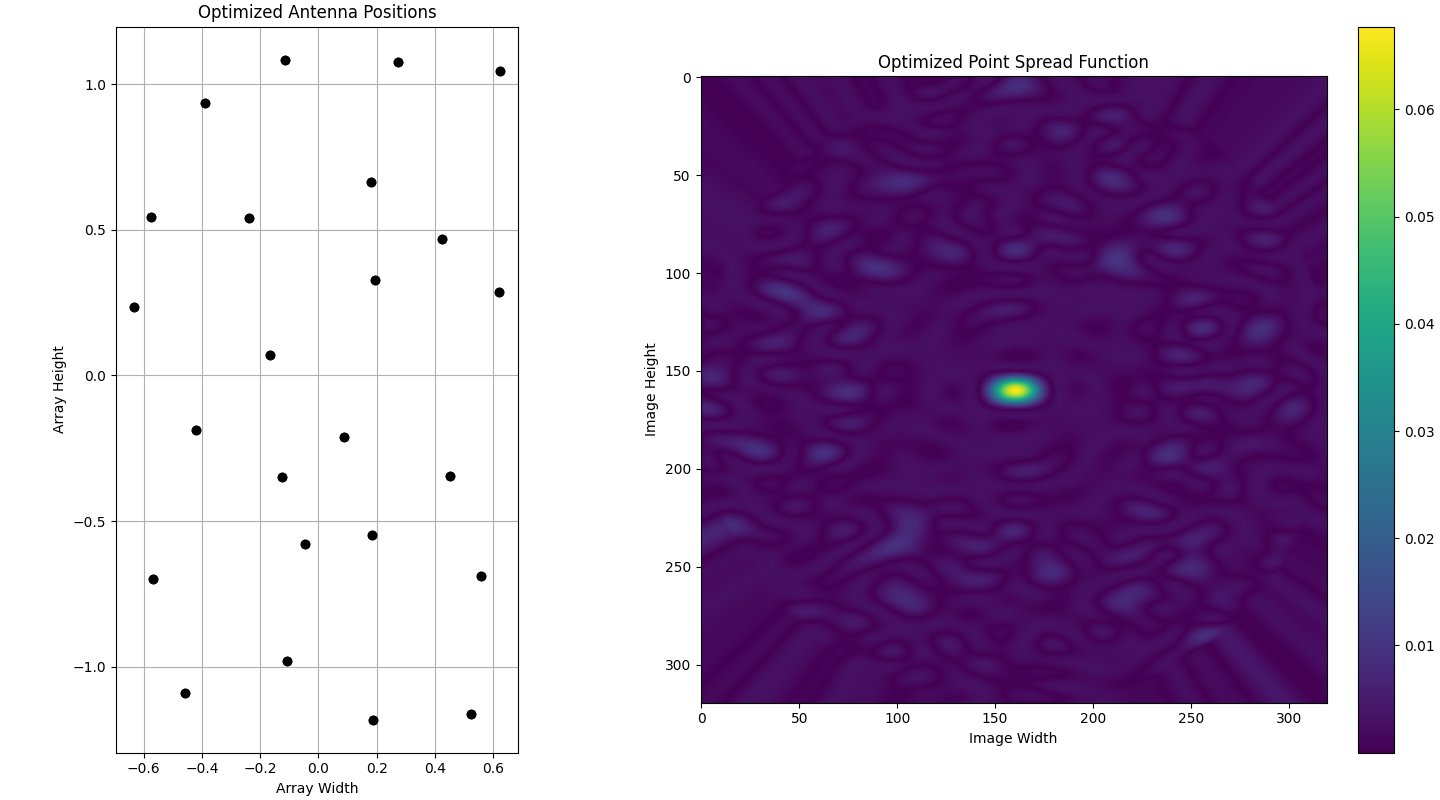 Optimized Antenna Positions
1.0
0.5
0.0
−0.5
−1.0
Array Height
−0.6 −0.4 −0.2 0.0 0.2 0.4 0.6
Array Width
Optimized Point Spread Function
0
50
100
150
200
250
300
Image Height
0 50 100 150 200 250 300
Image Width
0.06
0.05
0.04
0.03
0.02
0.01